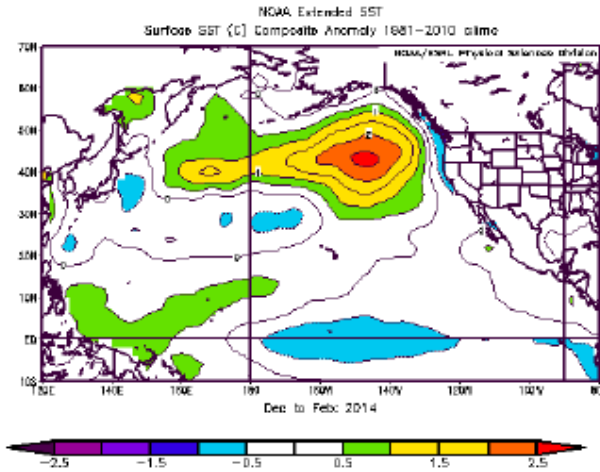 NOAA Extended SST
Surface SST (C) Composite Anomaly 1981-2010 climo
NOAA/ESRL Physical Sciences Division
70N
60N
50N
40N
30N
20N
10N
EQ
10S
120E 140E 160E 180 160W 140W 120W 100W 80
Dec to Feb: 2014
-2.5 -1.5 -0.5 0.5 1.5 2.5